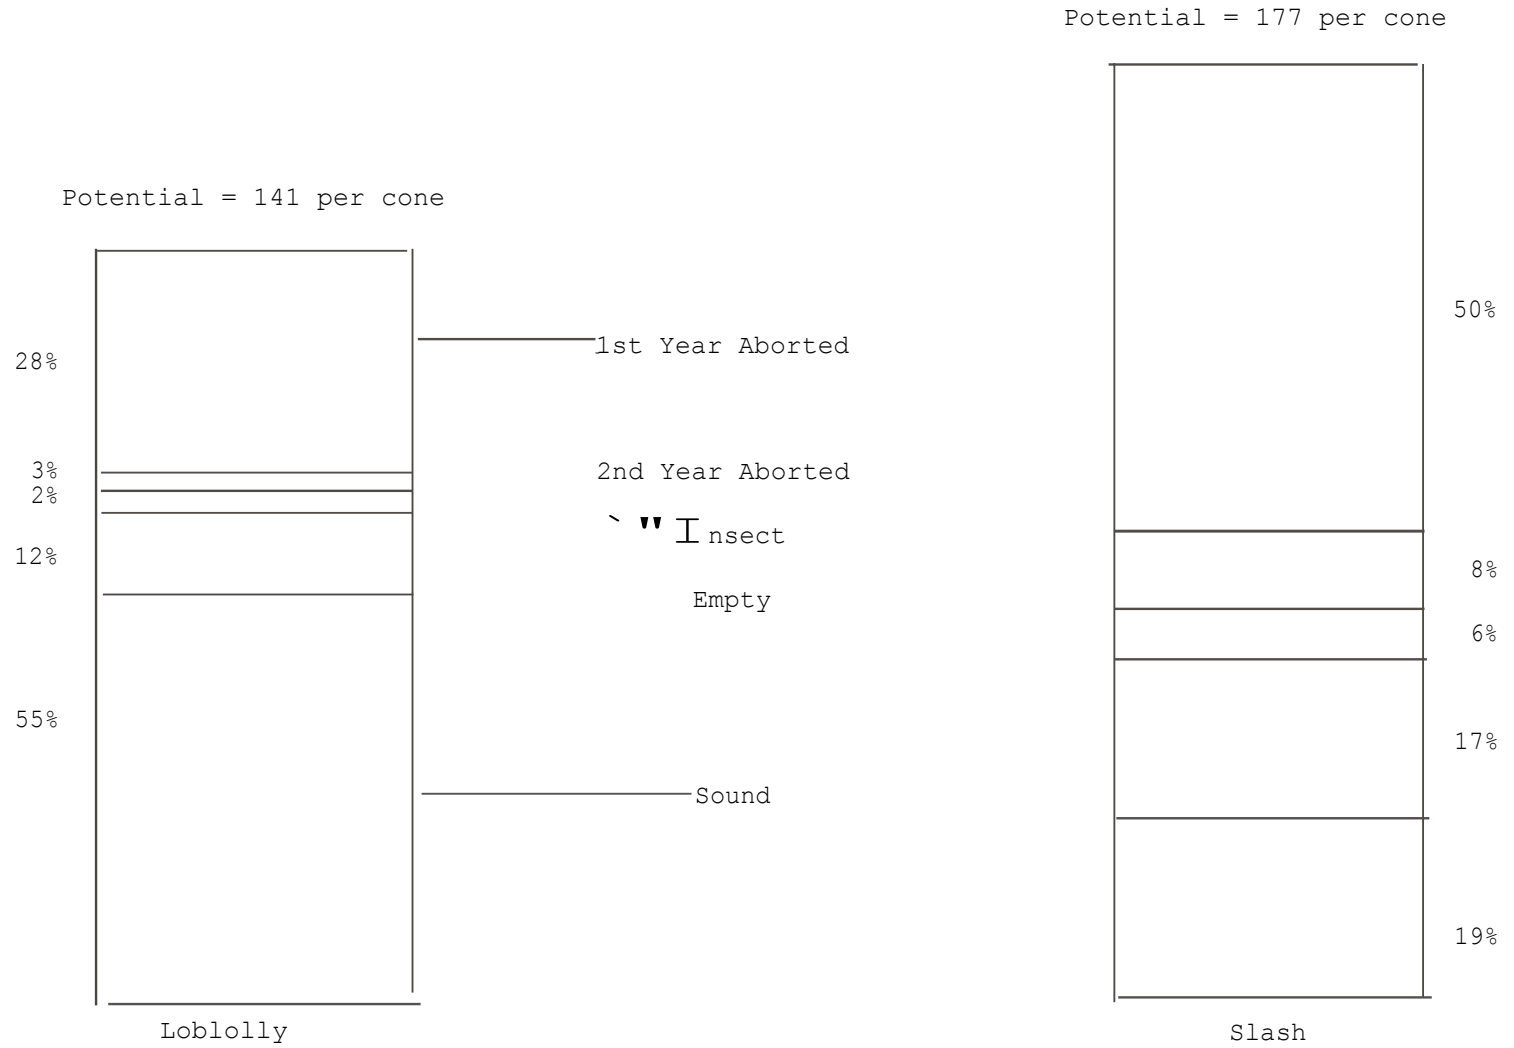 Potential = 177 per cone
Potential = 141 per cone
50%
1st Year Aborted
28%
3%
2nd Year Aborted
2%
` " Insect
12%
8%
Empty
6%
55%
17%
Sound
19%
Loblolly
Slash